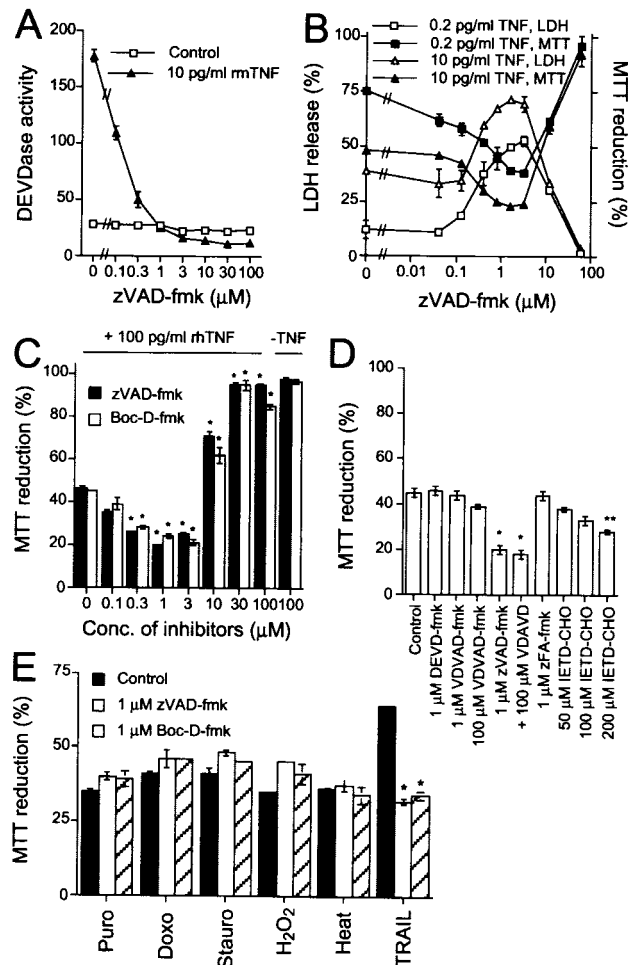 A
Control
10 pg/ml rmTNF
DEVDase activity
200
150
100
50
0
0 0.1 0.3 1 3 10 30 100
zVAD-fmk (μM)
B
0.2 pg/ml TNF, LDH
0.2 pg/ml TNF, MTT
10 pg/ml TNF, LDH
10 pg/ml TNF, MTT
LDH release (%)
MTT reduction (%)
100
75
50
25
0
0 0.01 0.1 1 10 100
zVAD-fmk (μM)
C
+ 100 pg/ml rhTNF
-TNF
zVAD-fmk
Boc-D-fmk
MTT reduction (%)
100
80
60
40
20
0
* * * * * * * * * * * *
0 0.1 0.3 1 3 10 30 100 100
Conc. of inhibitors (μM)
D
MTT reduction (%)
100
80
60
40
20
0
* * **
Control
1 μM DEVD-fmk
1 μM VDVAD-fmk
100 μM VDVAD-fmk
1 μM zVAD-fmk
+ 100 μM VDAVD
1 μM zFA-fmk
50 μM IETD-CHO
100 μM IETD-CHO
200 μM IETD-CHO
E
Control
1 μM zVAD-fmk
1 μM Boc-D-fmk
MTT reduction (%)
75
50
25
0
* *
Puro
Doxo
Stauro
H2O2
Heat
TRAIL